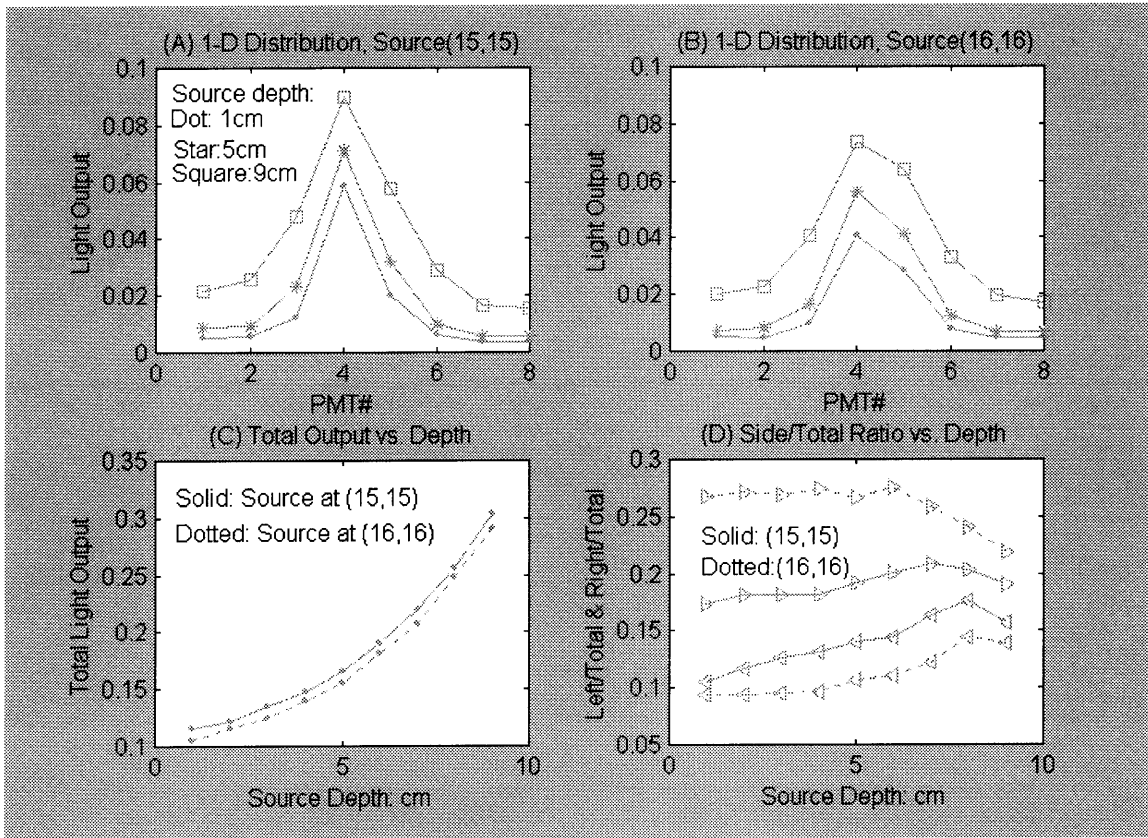 (A) 1-D Distribution, Source(15,15)
0.1
0.08
0.06
0.04
0.02
0
Light Output
Source depth:
Dot: 1cm
Star:5cm
Square:9cm
0 2 4 6 8
PMT#
(B) 1-D Distribution, Source(16,16)
0.1
0.08
0.06
0.04
0.02
0
Light Output
0 2 4 6 8
PMT#
(C) Total Output vs. Depth
0.35
0.3
0.25
0.2
0.15
0.1
Total Light Output
Solid: Source at (15,15)
Dotted: Source at (16,16)
0 5 10
Source Depth: cm
(D) Side/Total Ratio vs. Depth
0.3
0.25
0.2
0.15
0.1
0.05
Left/Total & Right/Total
Solid: (15,15)
Dotted:(16,16)
0 5 10
Source Depth: cm